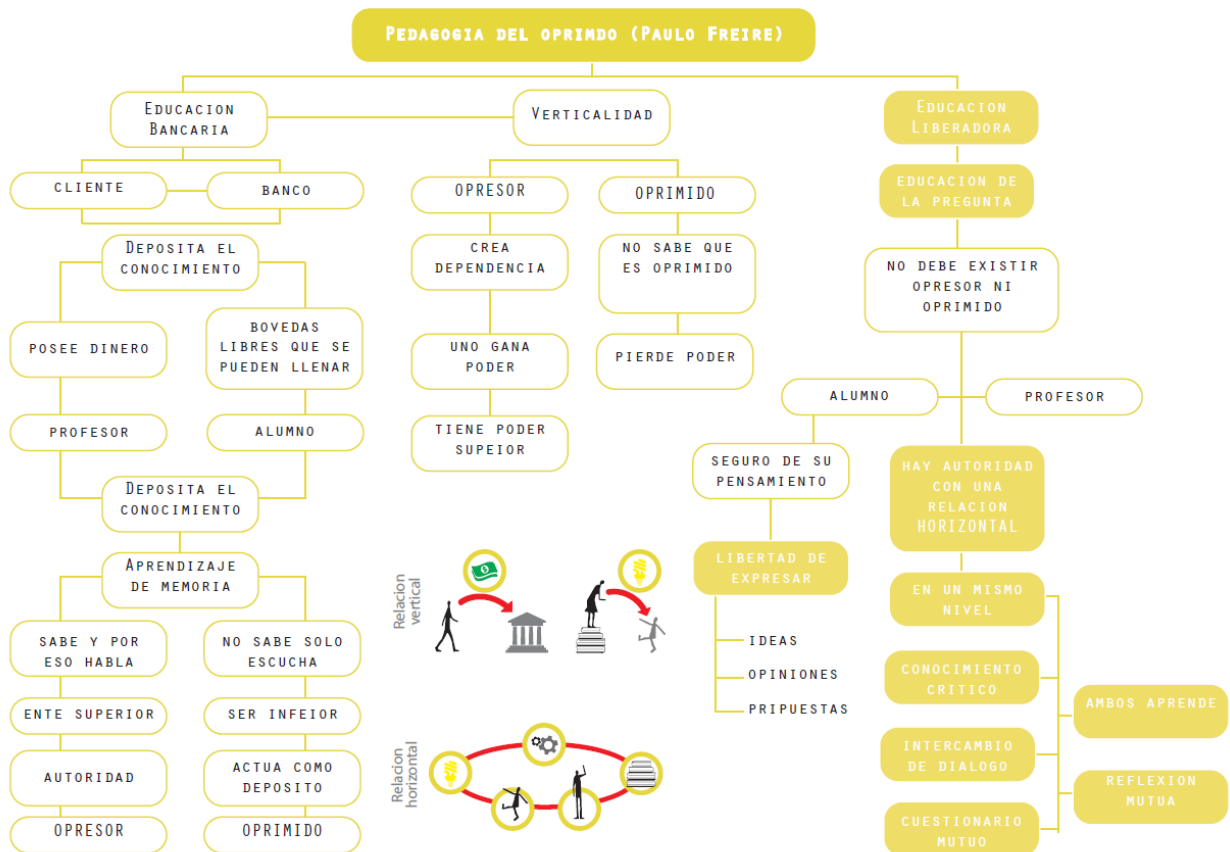 PEDAGOGIA DEL OPRIMDO (PAULO FREIRE)
EDUCACION
BANCARIA
VERTICALIDAD
EDUCACION
LIBERADORA
CLIENTE
BANCO
OPRESOR
OPRIMIDO
EDUCACION DE
LA PREGUNTA
DEPOSITA EL
CONOCIMIENTO
CREA
DEPENDENCIA
NO SABE QUE
ES OPRIMIDO
NO DEBE EXISTIR
OPRESOR NI
OPRIMIDO
POSEE DINERO
BOVEDAS
LIBRES QUE SE
PUEDEN LLENAR
UNO GANA
PODER
PIERDE PODER
ALUMNO
PROFESOR
PROFESOR
ALUMNO
TIENE PODER
SUPEIOR
SEGURO DE SU
PENSAMIENTO
HAY AUTORIDAD
CON UNA
RELACION
HORIZONTAL
DEPOSITA EL
CONOCIMIENTO
APRENDIZAJE
DE MEMORIA
LIBERTAD DE
EXPRESAR
EN UN MISMO
NIVEL
Relacion
vertical
SABE Y POR
ESO HABLA
NO SABE SOLO
ESCUCHA
IDEAS
OPINIONES
PRIPUESTAS
CONOCIMIENTO
CRITICO
AMBOS APRENDE
ENTE SUPERIOR
SER INFEIOR
Relacion
horizontal
AUTORIDAD
ACTUA COMO
DEPOSITO
INTERCAMBIO
DE DIALOGO
REFLEXION
MUTUA
OPRESOR
OPRIMIDO
CUESTIONARIO
MUTUO